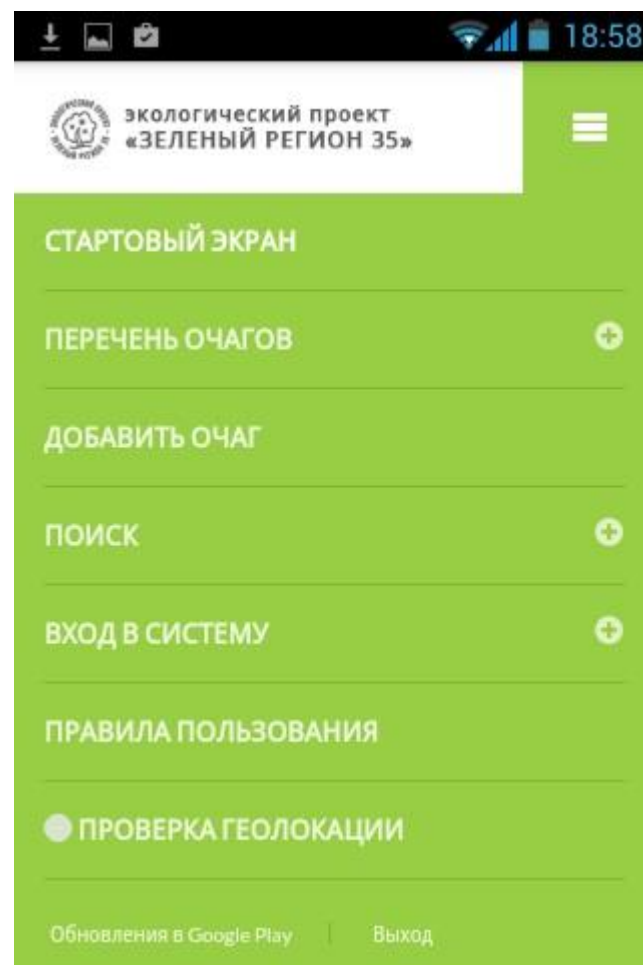 18:58
экологический проект
«ЗЕЛЕНЫЙ РЕГИОН 35»
СТАРТОВЫЙ ЭКРАН
ПЕРЕЧЕНЬ ОЧАГОВ
ДОБАВИТЬ ОЧАГ
ПОИСК
ВХОД В СИСТЕМУ
ПРАВИЛА ПОЛЬЗОВАНИЯ
ПРОВЕРКА ГЕОЛОКАЦИИ
Обновления в Google Play | Выход